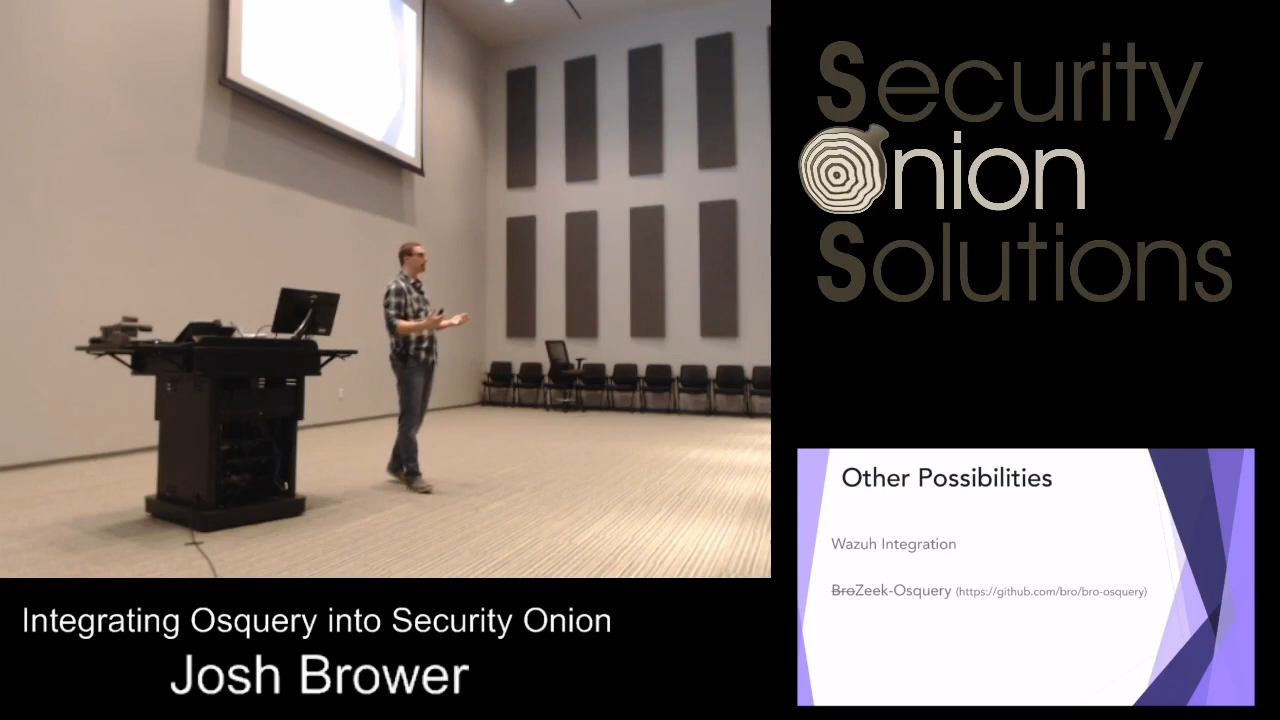 Security
Onion
Solutions
Other Possibilities
Wazuh Integration
BroZeek-Osquery (https://github.com/bro/bro-osquery)
Integrating Osquery into Security Onion
Josh Brower